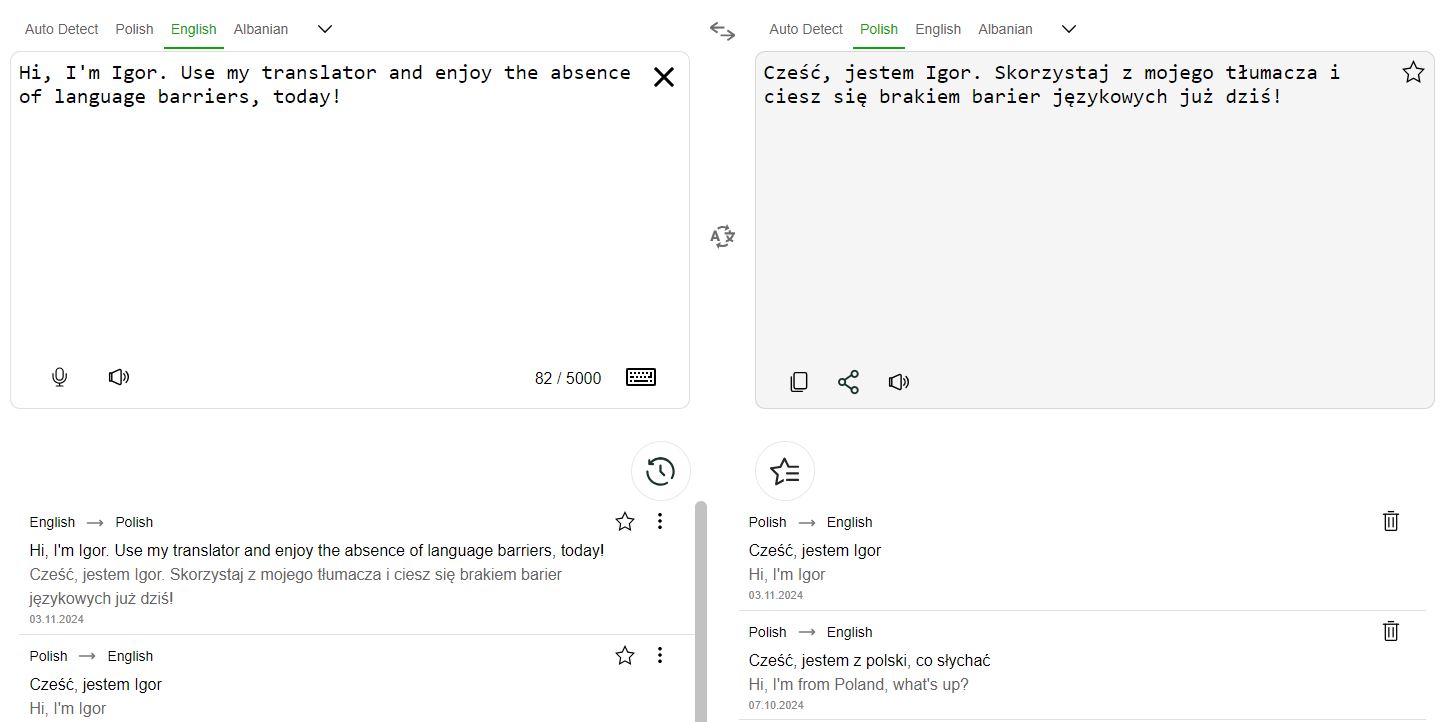 Auto Detect Polish English Albanian
Auto Detect Polish English Albanian
Hi, I'm Igor. Use my translator and enjoy the absence
of language barriers, today!
Cześć, jestem Igor. Skorzystaj z mojego tłumacza i
ciesz się brakiem barier językowych już dziś!
82 / 5000
English → Polish
Hi, I'm Igor. Use my translator and enjoy the absence of language barriers, today!
Cześć, jestem Igor. Skorzystaj z mojego tłumacza i ciesz się brakiem barier
językowych już dziś!
03.11.2024
Polish → English
Cześć, jestem Igor
Hi, I'm Igor
Polish → English
Cześć, jestem Igor
Hi, I'm Igor
03.11.2024
Polish → English
Cześć, jestem z polski, co słychać
Hi, I'm from Poland, what's up?
07.10.2024